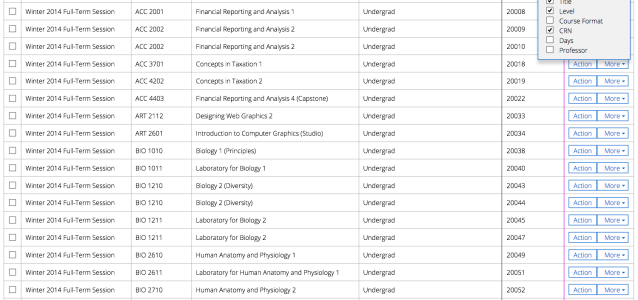 Title
Winter 2014 Full-Term Session ACC 2001 Financial Reporting and Analysis 1 Undergrad 20008 Level
Course Format
Winter 2014 Full-Term Session ACC 2002 Financial Reporting and Analysis 2 Undergrad 20009 CRN
Days
Winter 2014 Full-Term Session ACC 2002 Financial Reporting and Analysis 2 Undergrad 20010 Professor
Winter 2014 Full-Term Session ACC 3701 Concepts in Taxation 1 Undergrad 20018 Action More
Winter 2014 Full-Term Session ACC 4202 Concepts in Taxation 2 Undergrad 20019 Action More
Winter 2014 Full-Term Session ACC 4403 Financial Reporting and Analysis 4 (Capstone) Undergrad 20022 Action More
Winter 2014 Full-Term Session ART 2112 Designing Web Graphics 2 Undergrad 20033 Action More
Winter 2014 Full-Term Session ART 2601 Introduction to Computer Graphics (Studio) Undergrad 20034 Action More
Winter 2014 Full-Term Session BIO 1010 Biology 1 (Principles) Undergrad 20038 Action More
Winter 2014 Full-Term Session BIO 1011 Laboratory for Biology 1 Undergrad 20040 Action More
Winter 2014 Full-Term Session BIO 1210 Biology 2 (Diversity) Undergrad 20043 Action More
Winter 2014 Full-Term Session BIO 1210 Biology 2 (Diversity) Undergrad 20044 Action More
Winter 2014 Full-Term Session BIO 1211 Laboratory for Biology 2 Undergrad 20045 Action More
Winter 2014 Full-Term Session BIO 1211 Laboratory for Biology 2 Undergrad 20047 Action More
Winter 2014 Full-Term Session BIO 2610 Human Anatomy and Physiology 1 Undergrad 20049 Action More
Winter 2014 Full-Term Session BIO 2611 Laboratory for Human Anatomy and Physiology 1 Undergrad 20051 Action More
Winter 2014 Full-Term Session BIO 2710 Human Anatomy and Physiology 2 Undergrad 20052 Action More